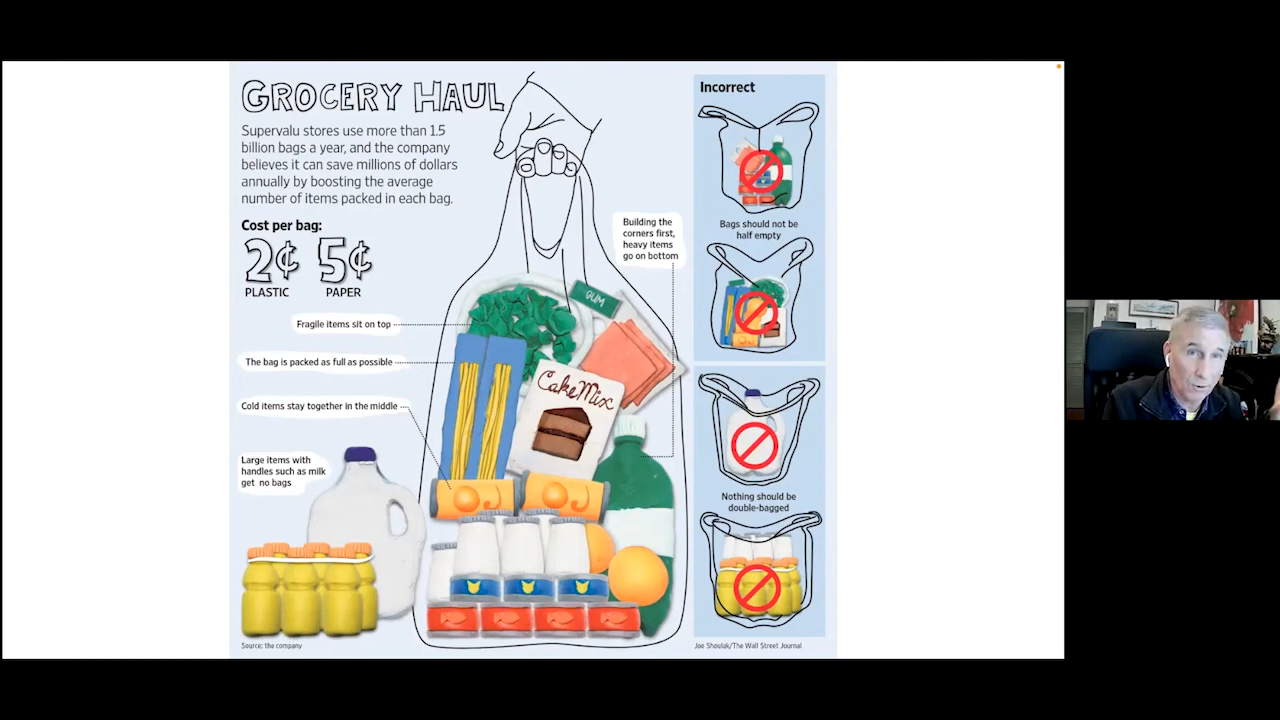 GROCERY HAUL
Supervalu stores use more than 1.5
billion bags a year, and the company
believes it can save millions of dollars
annually by boosting the average
number of items packed in each bag.
Cost per bag:
2¢ 5¢
PLASTIC PAPER
Building the
corners first,
heavy items
go on bottom
Fragile items sit on top
The bag is packed as full as possible
Cold items stay together in the middle
Large items with
handles such as milk
get no bags
GUM
Cake Mix
OJ
OJ
Source: the company
Incorrect
Bags should not be
half empty
Nothing should be
double-bagged
Joe Shoulak/The Wall Street Journal